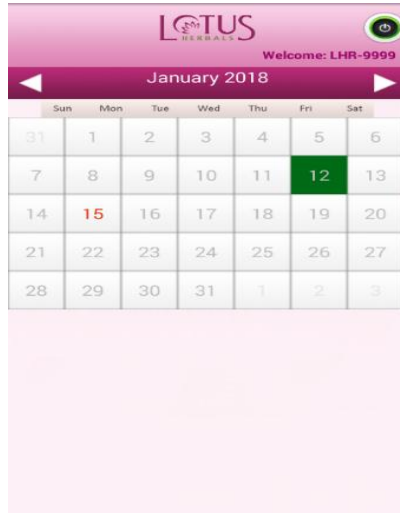 LOTUS
HERBALS
Welcome: LHR-9999
January 2018
Sun Mon Tue Wed Thu Fri Sat
31 1 2 3 4 5 6
7 8 9 10 11 12 13
14 15 16 17 18 19 20
21 22 23 24 25 26 27
28 29 30 31 1 2 3